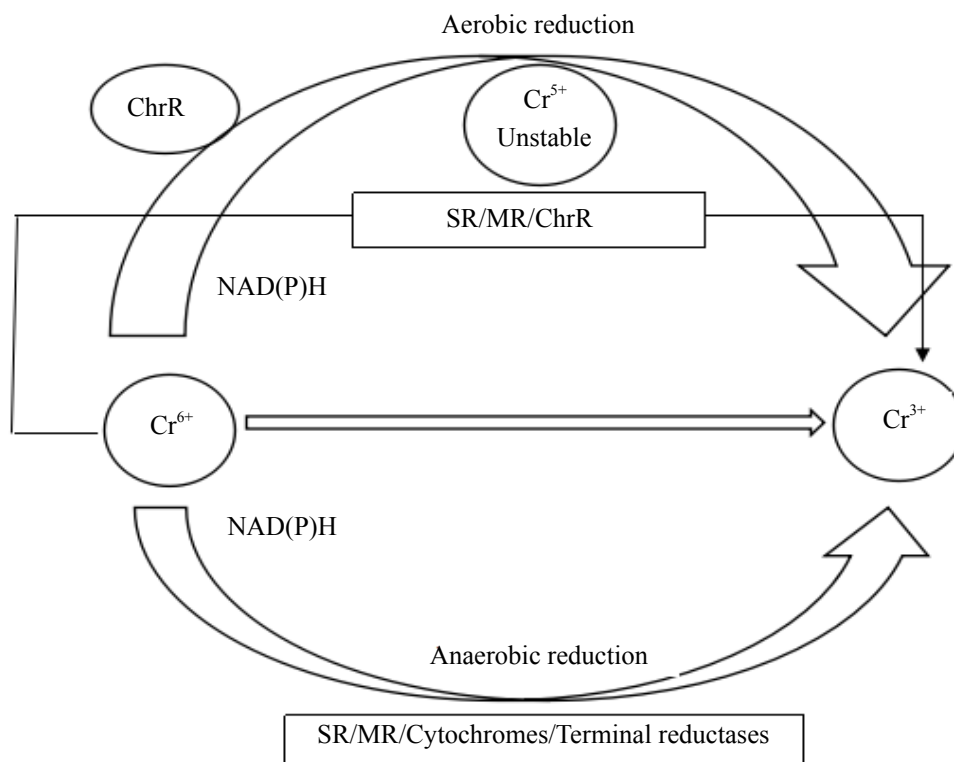 Aerobic reduction
ChrR
Cr⁵⁺
Unstable
SR/MR/ChrR
NAD(P)H
Cr⁶⁺
Cr³⁺
NAD(P)H
Anaerobic reduction
SR/MR/Cytochromes/Terminal reductases